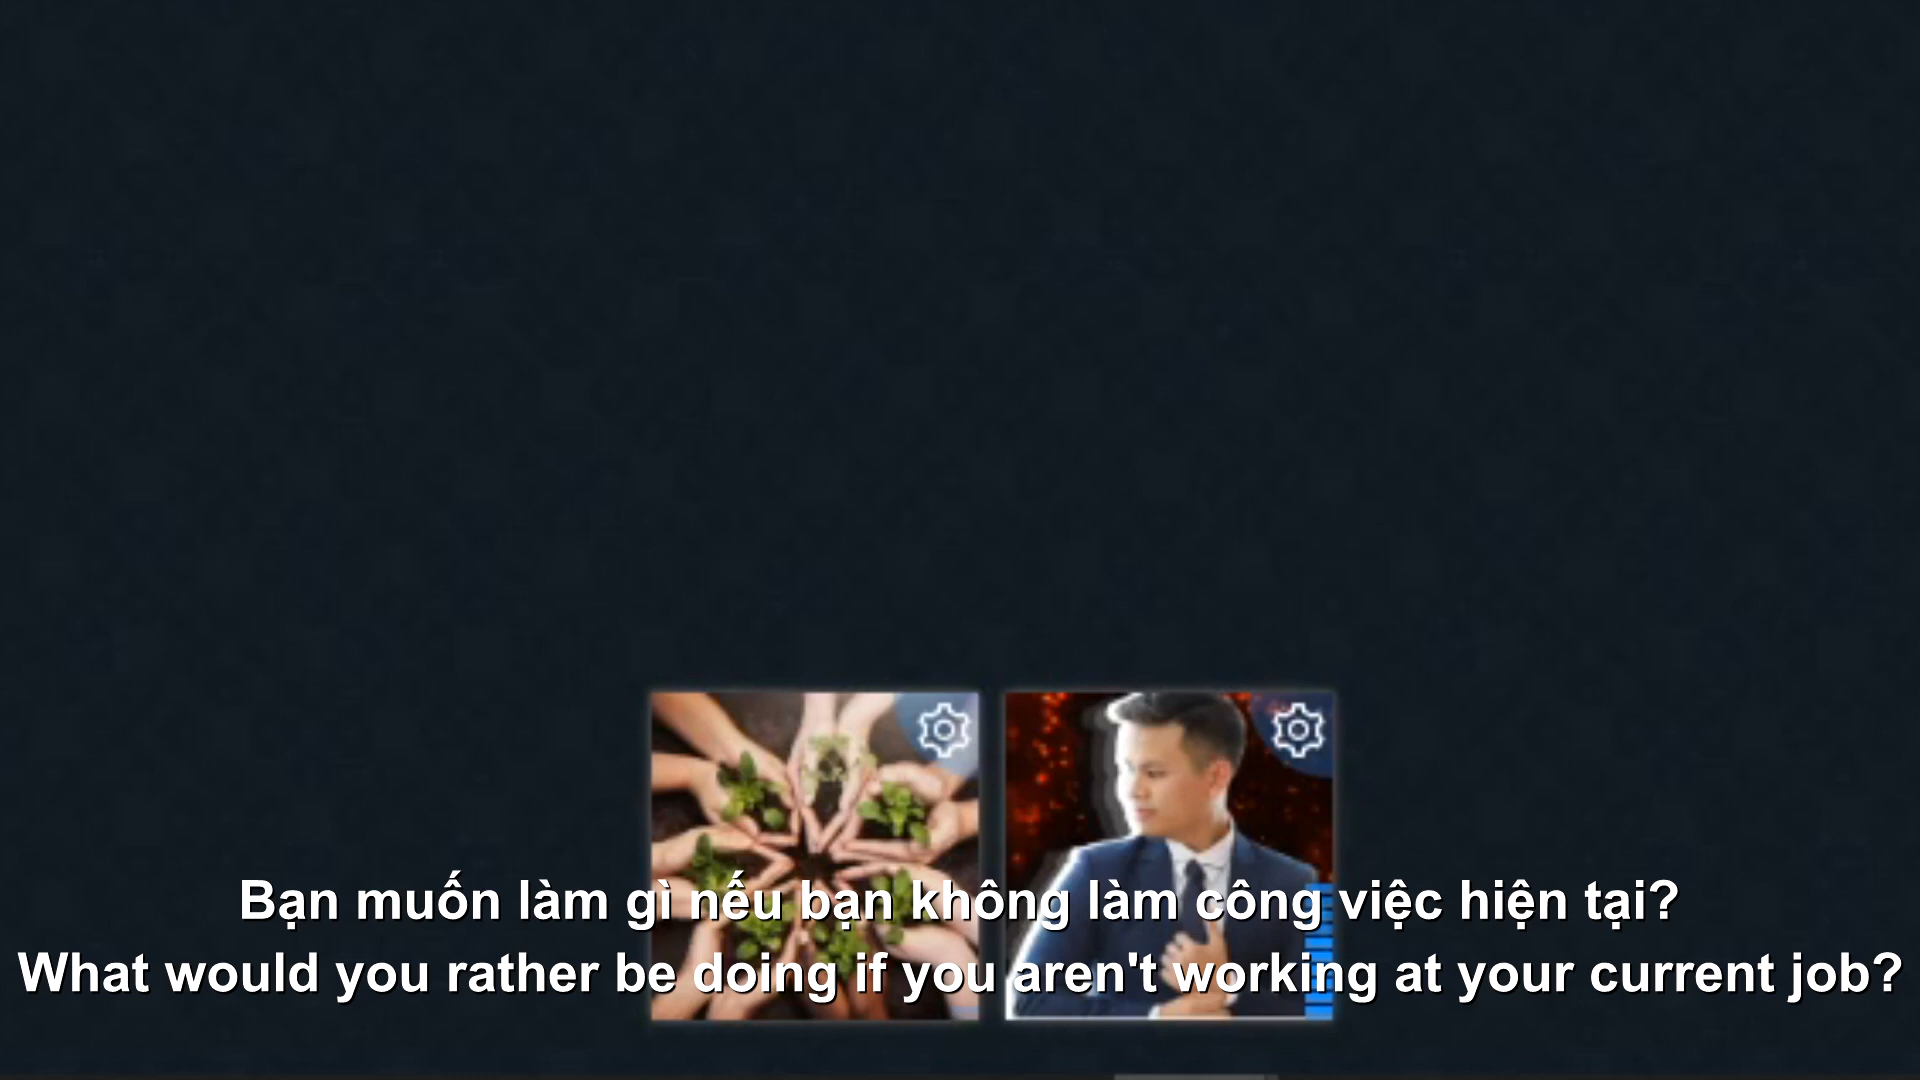 Bạn muốn làm gì nếu bạn không làm công việc hiện tại?
What would you rather be doing if you aren't working at your current job?